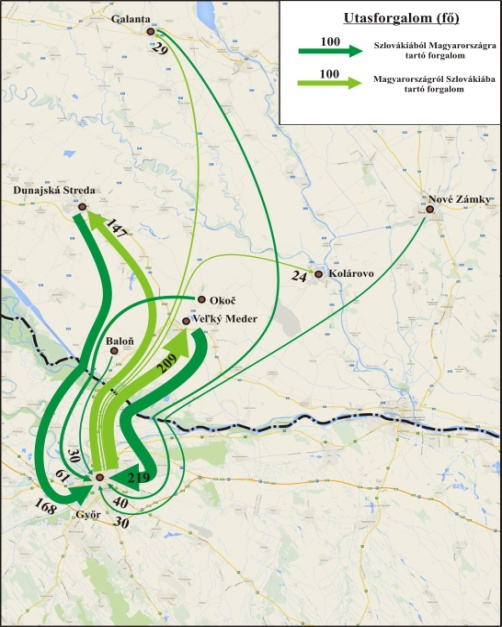 Utasforgalom (fő)
100
Szlovákiából Magyarországra
tartó forgalom
100
Magyarországról Szlovákiába
tartó forgalom
Galanta
29
Dunajská Streda
147
Nové Zámky
24
Kolárovo
Okoč
Veľký Meder
Baloň
209
30
61
168
219
40
30
Győr